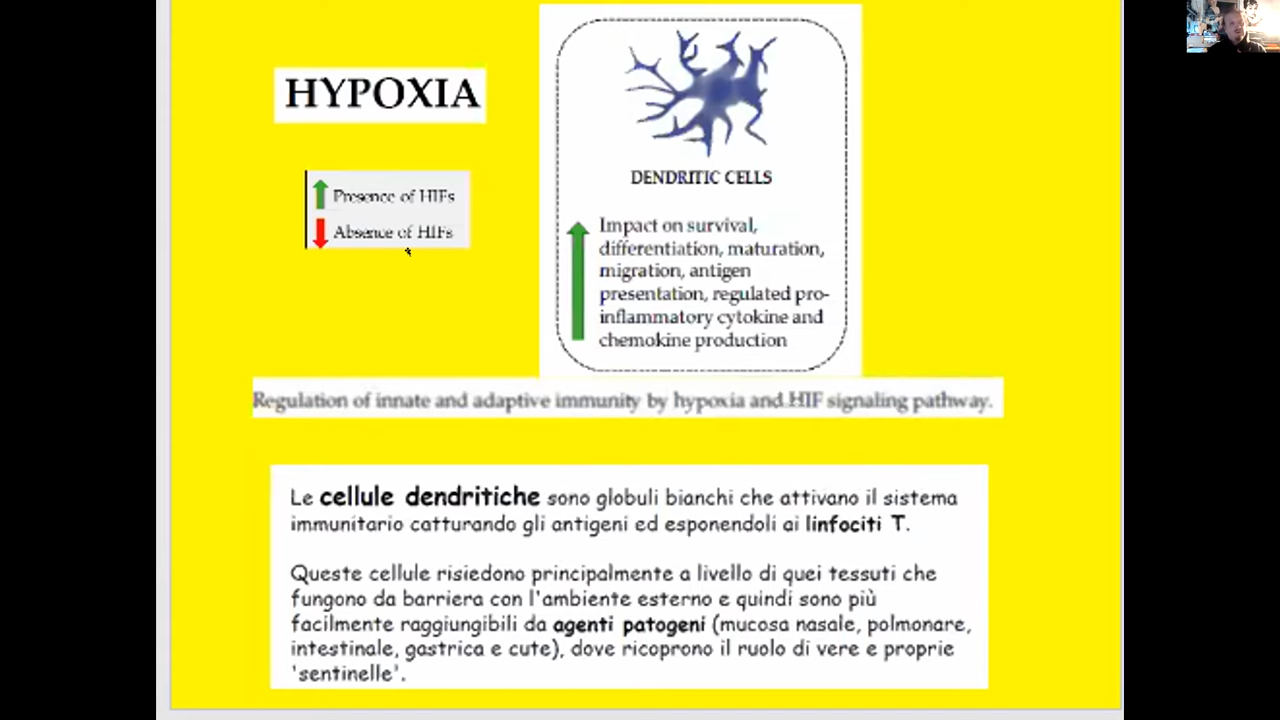 HYPOXIA
Presence of HIFs
Absence of HIFs
DENDRITIC CELLS
Impact on survival,
differentiation, maturation,
migration, antigen
presentation, regulated pro-
inflammatory cytokine and
chemokine production
Regulation of innate and adaptive immunity by hypoxia and HIF signaling pathway.
Le cellule dendritiche sono globuli bianchi che attivano il sistema
immunitario catturando gli antigeni ed esponendoli ai linfociti T.
Queste cellule risiedono principalmente a livello di quei tessuti che
fungono da barriera con l'ambiente esterno e quindi sono più
facilmente raggiungibili da agenti patogeni (mucosa nasale, polmonare,
intestinale, gastrica e cute), dove ricoprono il ruolo di vere e proprie
'sentinelle'.